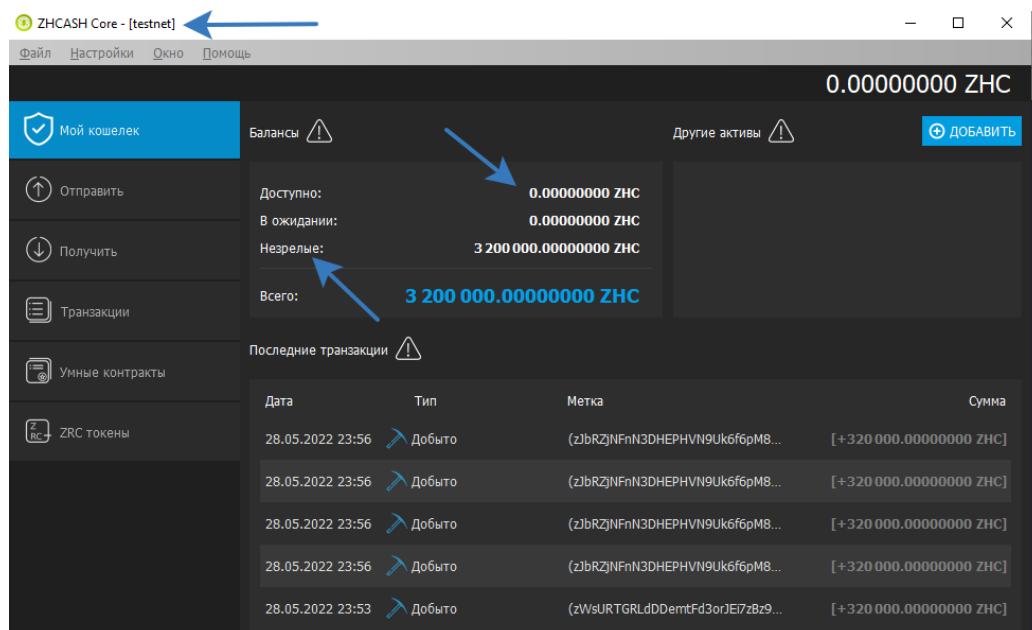 ZHCASH Core - [testnet]
Файл Настройки Окно Помощь
0.00000000 ZHC
Мой кошелек
Отправить
Получить
Транзакции
Умные контракты
ZRC токены
Балансы
Доступно: 0.00000000 ZHC
В ожидании: 0.00000000 ZHC
Незрелые: 3 200 000.00000000 ZHC
Всего: 3 200 000.00000000 ZHC
Другие активы
ДОБАВИТЬ
Последние транзакции
Дата Тип Метка Сумма
28.05.2022 23:56 Добыто (zJbRZjNFnN3DHEPHVN9Uk6f6pM8... [+320 000.00000000 ZHC]
28.05.2022 23:56 Добыто (zJbRZjNFnN3DHEPHVN9Uk6f6pM8... [+320 000.00000000 ZHC]
28.05.2022 23:56 Добыто (zJbRZjNFnN3DHEPHVN9Uk6f6pM8... [+320 000.00000000 ZHC]
28.05.2022 23:56 Добыто (zJbRZjNFnN3DHEPHVN9Uk6f6pM8... [+320 000.00000000 ZHC]
28.05.2022 23:53 Добыто (zWsURTGRLdDDemtFd3orJEi7zBz9... [+320 000.00000000 ZHC]